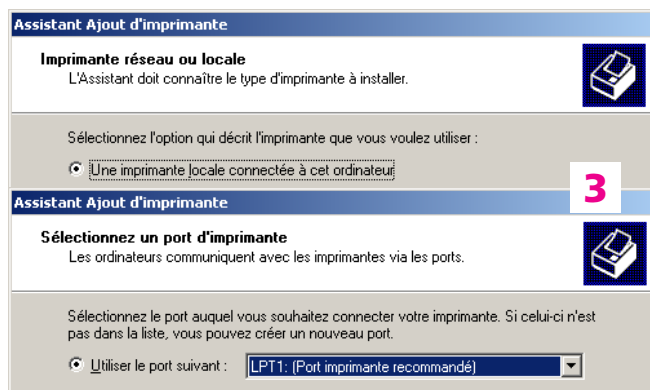 Assistant Ajout d'imprimante
Imprimante réseau ou locale
L'Assistant doit connaître le type d'imprimante à installer.
Sélectionnez l'option qui décrit l'imprimante que vous voulez utiliser :
Une imprimante locale connectée à cet ordinateur
3
Assistant Ajout d'imprimante
Sélectionnez un port d'imprimante
Les ordinateurs communiquent avec les imprimantes via les ports.
Sélectionnez le port auquel vous souhaitez connecter votre imprimante. Si celui-ci n'est
pas dans la liste, vous pouvez créer un nouveau port.
Utiliser le port suivant : LPT1: (Port imprimante recommandé)